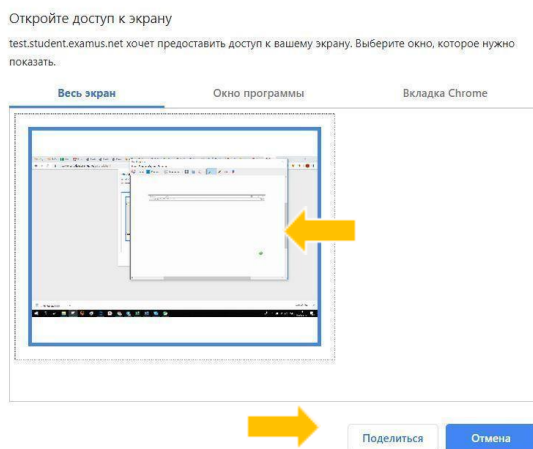 Откройте доступ к экрану
test.student.examus.net хочет предоставить доступ к вашему экрану. Выберите окно, которое нужно
показать.
Весь экран Окно программы Вкладка Chrome
Поделиться Отмена